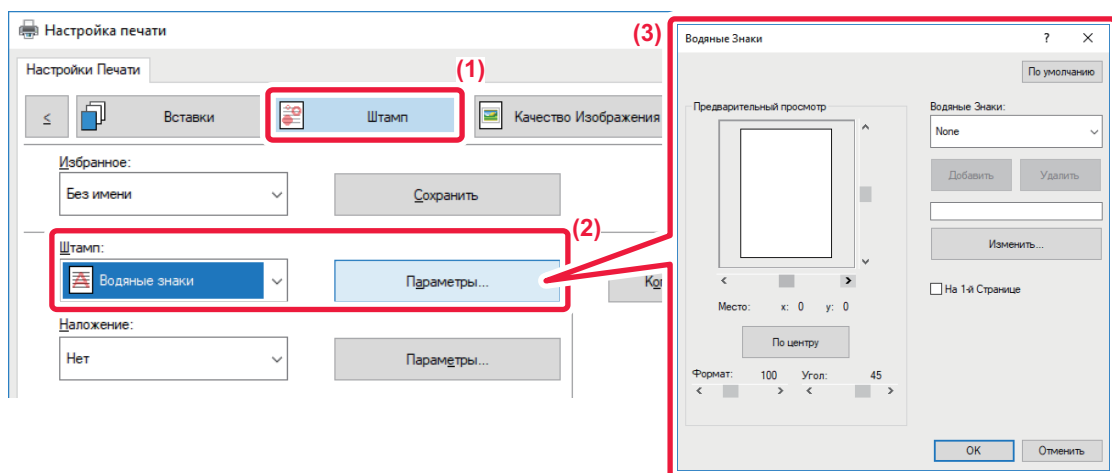 Настройка печати
Настройки Печати
(1)
<
Вставки
Штамп
Качество Изображения
Избранное:
Без имени
Сохранить
(2)
Штамп:
Водяные знаки
Параметры...
Наложение:
Нет
Параметры...
(3)
Водяные Знаки
?
По умолчанию
Предварительный просмотр
Водяные Знаки:
None
Добавить
Удалить
Изменить...
На 1-й Странице
Место: x: 0 y: 0
По центру
Формат: 100 Угол: 45
OK
Отменить